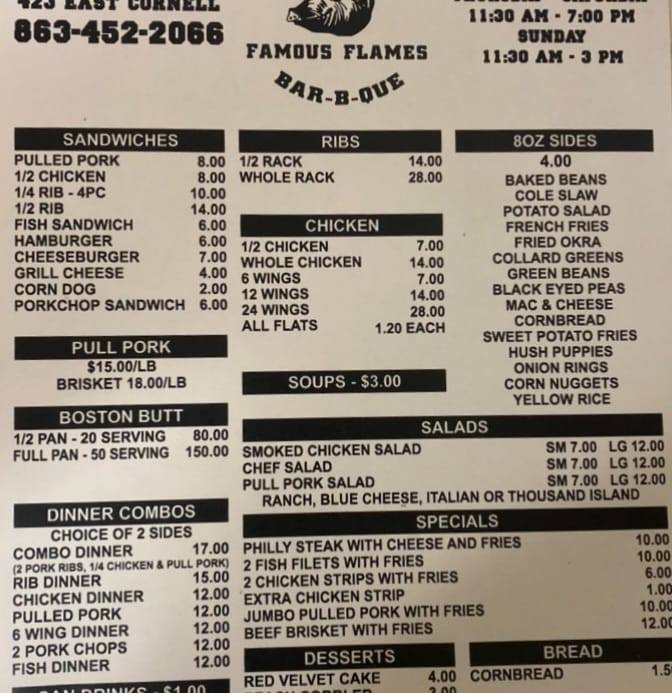 423 EAST CORNELL
863-452-2066
FAMOUS FLAMES
BAR-B-QUE
11:30 AM - 7:00 PM
SUNDAY
11:30 AM - 3 PM
SANDWICHES
PULLED PORK 8.00
1/2 CHICKEN 8.00
1/4 RIB - 4PC 10.00
1/2 RIB 14.00
FISH SANDWICH 6.00
HAMBURGER 6.00
CHEESEBURGER 7.00
GRILL CHEESE 4.00
CORN DOG 2.00
PORKCHOP SANDWICH 6.00
PULL PORK
$15.00/LB
BRISKET 18.00/LB
BOSTON BUTT
1/2 PAN - 20 SERVING 80.00
FULL PAN - 50 SERVING 150.00
DINNER COMBOS
CHOICE OF 2 SIDES
COMBO DINNER 17.00
(2 PORK RIBS, 1/4 CHICKEN & PULL PORK)
RIB DINNER 15.00
CHICKEN DINNER 12.00
PULLED PORK 12.00
6 WING DINNER 12.00
2 PORK CHOPS 12.00
FISH DINNER 12.00
CAN DRINKS - $1.00
RIBS
1/2 RACK 14.00
WHOLE RACK 28.00
CHICKEN
1/2 CHICKEN 7.00
WHOLE CHICKEN 14.00
6 WINGS 7.00
12 WINGS 14.00
24 WINGS 28.00
ALL FLATS 1.20 EACH
SOUPS - $3.00
8OZ SIDES
4.00
BAKED BEANS
COLE SLAW
POTATO SALAD
FRENCH FRIES
FRIED OKRA
COLLARD GREENS
GREEN BEANS
BLACK EYED PEAS
MAC & CHEESE
CORNBREAD
SWEET POTATO FRIES
HUSH PUPPIES
ONION RINGS
CORN NUGGETS
YELLOW RICE
SALADS
SMOKED CHICKEN SALAD SM 7.00 LG 12.00
CHEF SALAD SM 7.00 LG 12.00
PULL PORK SALAD SM 7.00 LG 12.00
RANCH, BLUE CHEESE, ITALIAN OR THOUSAND ISLAND
SPECIALS
PHILLY STEAK WITH CHEESE AND FRIES 10.00
2 FISH FILETS WITH FRIES 10.00
2 CHICKEN STRIPS WITH FRIES 6.00
EXTRA CHICKEN STRIP 1.00
JUMBO PULLED PORK WITH FRIES 10.00
BEEF BRISKET WITH FRIES 12.00
DESSERTS
RED VELVET CAKE 4.00
PEACH COBBLER 3.00
BREAD
CORNBREAD 1.5